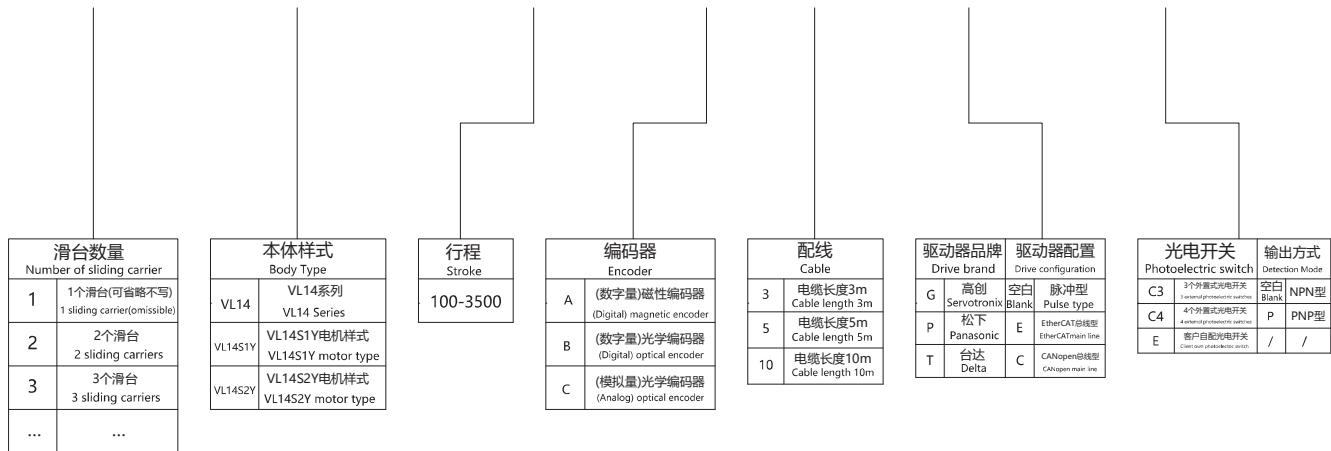 滑台数量
Number of sliding carrier
1
1个滑台(可省略不写)
1 sliding carrier(omissible)
2
2个滑台
2 sliding carriers
3
3个滑台
3 sliding carriers
...
...
本体样式
Body Type
VL14
VL14系列
VL14 Series
VL14S1Y
VL14S1Y电机样式
VL14S1Y motor type
VL14S2Y
VL14S2Y电机样式
VL14S2Y motor type
行程
Stroke
100-3500
编码器
Encoder
A
(数字量)磁性编码器
(Digital) magnetic encoder
B
(数字量)光学编码器
(Digital) optical encoder
C
(模拟量)光学编码器
(Analog) optical encoder
配线
Cable
3
电缆长度3m
Cable length 3m
5
电缆长度5m
Cable length 5m
10
电缆长度10m
Cable length 10m
驱动器品牌 驱动器配置
Drive brand Drive configuration
G
高创
Servotronix
空白
Blank
脉冲型
Pulse type
P
松下
Panasonic
E
EtherCAT总线型
EtherCATmain line
T
台达
Delta
C
CANopen总线型
CANopen main line
光电开关 输出方式
Photoelectric switch Detection Mode
C3
3个外置式光电开关
3 external photoelectric switches
空白
Blank
NPN型
C4
4个外置式光电开关
4 external photoelectric switches
P
PNP型
E
客户自配光电开关
Client own photoelectric switch
/
/